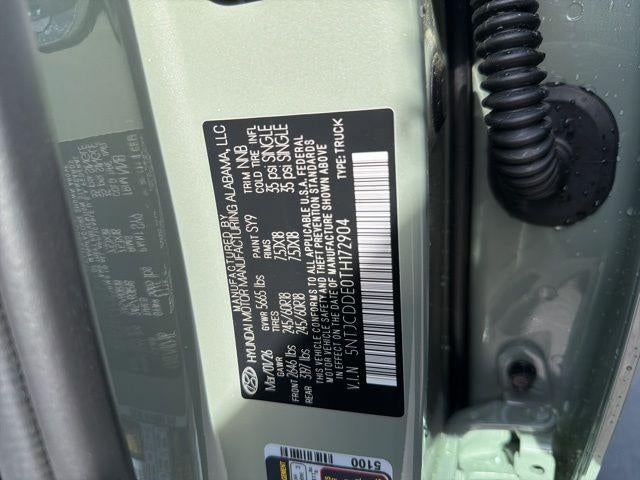 MANUFACTURED BY
HYUNDAI MOTOR MANUFACTURING ALABAMA, LLC
Mar/01/26 GVWR 5665 lbs PAINT SY9 TRIM NNB
GAWR TIRES RIMS COLD TIRE INFL
FRONT 2646 lbs 245/60R18 7.5JX18 35 psi SINGLE
REAR 3197 lbs 245/60R18 7.5JX18 35 psi SINGLE
THIS VEHICLE CONFORMS TO ALL APPLICABLE U.S.A. FEDERAL
MOTOR VEHICLE SAFETY AND THEFT PREVENTION STANDARDS
IN EFFECT ON THE DATE OF MANUFACTURE SHOWN ABOVE.
V.I.N 5NTJCDDE0TH172904 TYPE:TRUCK
5100